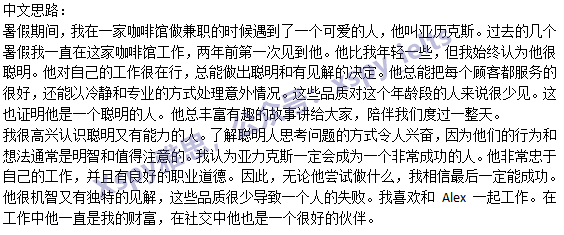 中文思路：
暑假期间，我在一家咖啡馆做兼职的时候遇到了一个可爱的人，他叫亚历克斯。过去的几个
暑假我一直在这家咖啡馆工作，两年前第一次见到他。他比我年轻一些，但我始终认为他很
聪明。他对自己的工作很在行，总能做出聪明和有见解的决定。他总能把每个顾客都服务的
很好，还能以冷静和专业的方式处理意外情况。这些品质对这个年龄段的人来说很少见。这
也证明他是一个聪明的人。他总丰富有趣的故事讲给大家，陪伴我们度过一整天。
我很高兴认识聪明又有能力的人。了解聪明人思考问题的方式令人兴奋，因为他们的行为和
想法通常是明智和值得注意的。我认为亚力克斯一定会成为一个非常成功的人。他非常忠于
自己的工作，并且有良好的职业道德。因此，无论他尝试做什么，我相信最后一定能成功。
他很机智又有独特的见解，这些品质很少导致一个人的失败。我喜欢和 Alex 一起工作。在
工作中他一直是我的财富，在社交中他也是一个很好的伙伴。